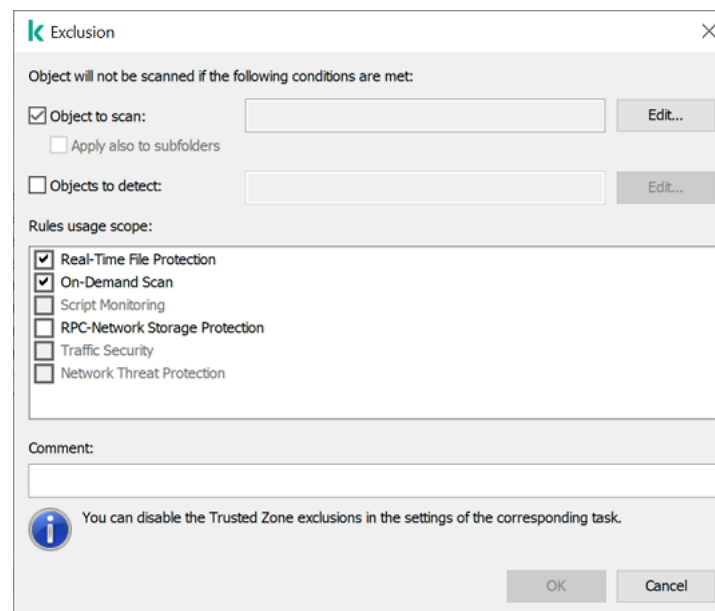 Exclusion
Object will not be scanned if the following conditions are met:
Object to scan:
Edit...
Apply also to subfolders
Objects to detect:
Edit...
Rules usage scope:
Real-Time File Protection
On-Demand Scan
Script Monitoring
RPC-Network Storage Protection
Traffic Security
Network Threat Protection
Comment:
You can disable the Trusted Zone exclusions in the settings of the corresponding task.
OK
Cancel